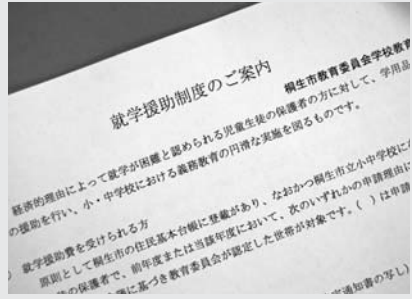 就学援助制度のご案内
桐生市教育委員会学校教育
経済的理由によって就学が困難と認められる児童生徒の保護者の方に対して、学用品
の援助を行い、小・中学校における義務教育の円滑な実施を図るものです。
就学援助費を受けられる方
原則として桐生市の住民基本台帳に登載があり、なおかつ桐生市立小中学校に
の保護者で、前年度または当該年度において、次のいずれかの申請理由に
に基づき教育委員会が認定した世帯が対象です。( )は申請
通知書の写し)